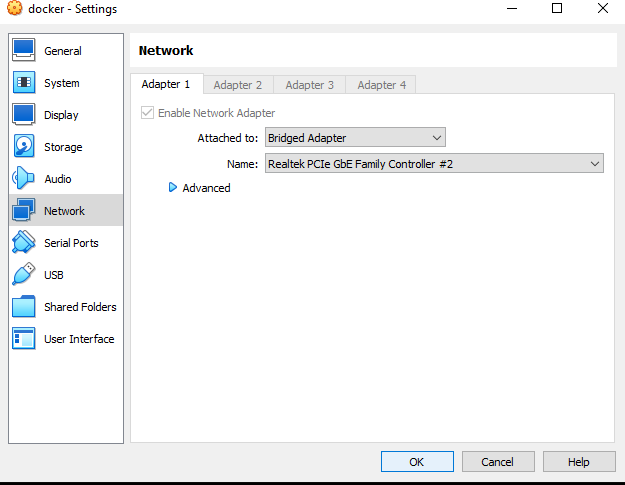 docker - Settings
General
System
Display
Storage
Audio
Network
Serial Ports
USB
Shared Folders
User Interface
Network
Adapter 1 Adapter 2 Adapter 3 Adapter 4
Enable Network Adapter
Attached to: Bridged Adapter
Name: Realtek PCIe GbE Family Controller #2
Advanced
OK Cancel Help